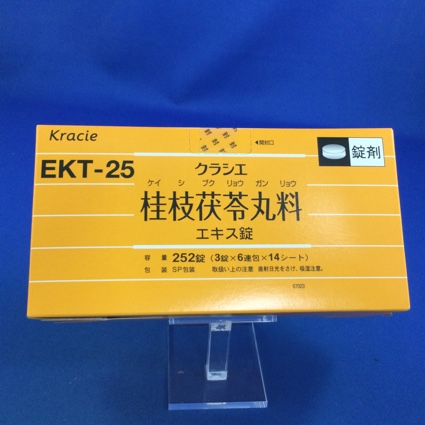 Kracie
◀開封口
EKT-25
クラシエ
錠剤
ケイ シ ブク リョウ ガン リョウ
桂枝茯苓丸料
エキス錠
容量 252錠 (3錠×6連包×14シート)
包装 SP包装 取扱い上の注意 直射日光をさけ、吸湿注意。